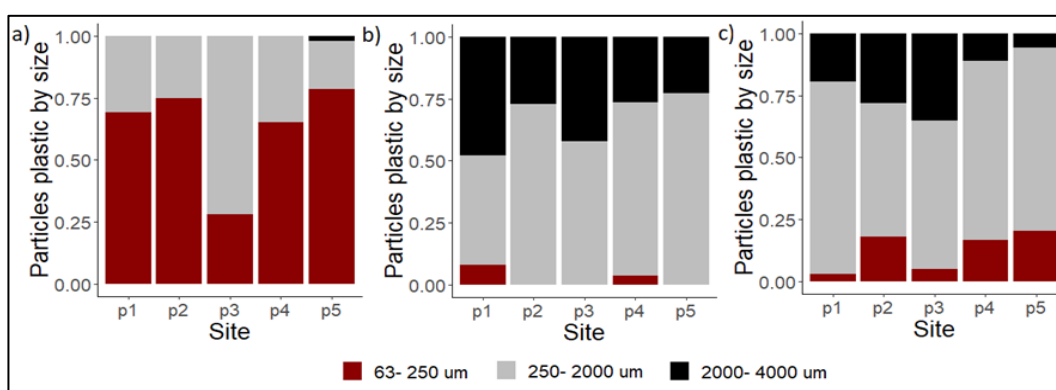 a)
Particles plastic by size
1.00
0.75
0.50
0.25
0.00
p1 p2 p3 p4 p5
Site
b)
Particles plastic by size
1.00
0.75
0.50
0.25
0.00
p1 p2 p3 p4 p5
Site
c)
Particles plastic by size
1.00
0.75
0.50
0.25
0.00
p1 p2 p3 p4 p5
Site
63- 250 um 250- 2000 um 2000- 4000 um